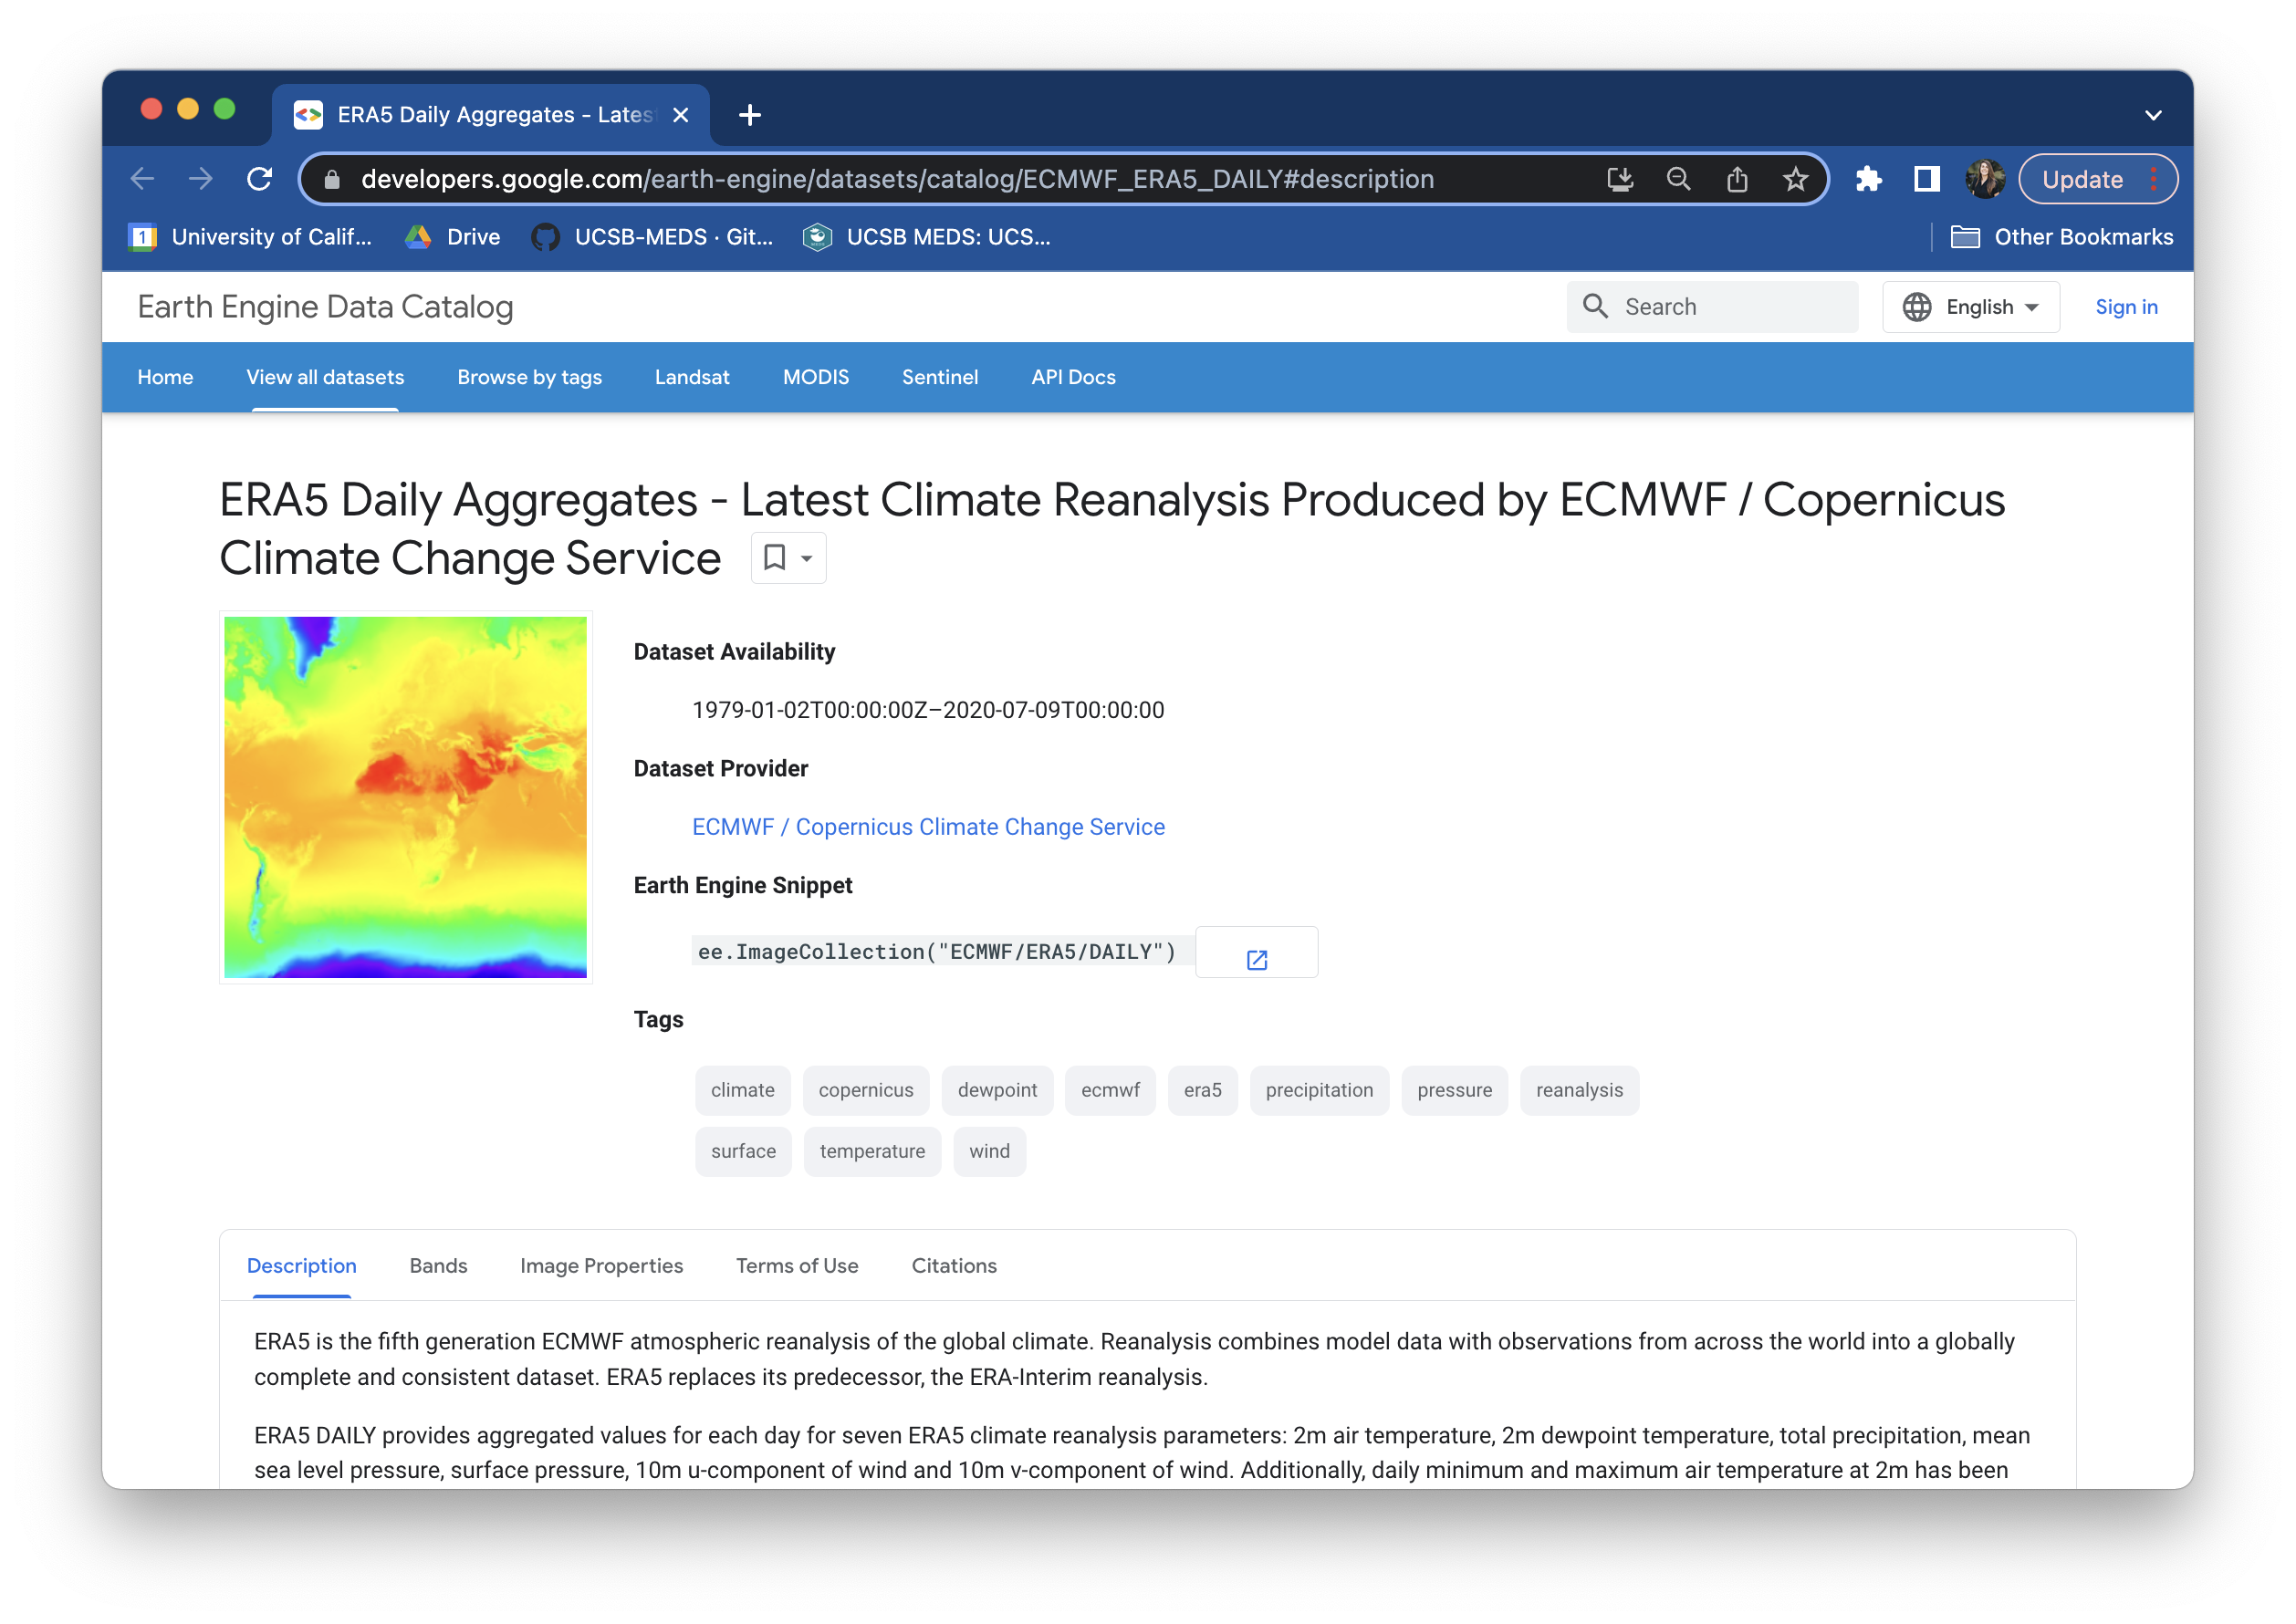 ERA5 Daily Aggregates - Lates
developers.google.com/earth-engine/datasets/catalog/ECMWF_ERA5_DAILY#description
Update
1 University of Calif... Drive UCSB-MEDS · Git... UCSB MEDS: UCS... Other Bookmarks
Earth Engine Data Catalog Search English Sign in
Home View all datasets Browse by tags Landsat MODIS Sentinel API Docs
ERA5 Daily Aggregates - Latest Climate Reanalysis Produced by ECMWF / Copernicus
Climate Change Service
Dataset Availability
1979-01-02T00:00:00Z–2020-07-09T00:00:00
Dataset Provider
ECMWF / Copernicus Climate Change Service
Earth Engine Snippet
ee.ImageCollection("ECMWF/ERA5/DAILY")
Tags
climate copernicus dewpoint ecmwf era5 precipitation pressure reanalysis
surface temperature wind
Description Bands Image Properties Terms of Use Citations
ERA5 is the fifth generation ECMWF atmospheric reanalysis of the global climate. Reanalysis combines model data with observations from across the world into a globally
complete and consistent dataset. ERA5 replaces its predecessor, the ERA-Interim reanalysis.
ERA5 DAILY provides aggregated values for each day for seven ERA5 climate reanalysis parameters: 2m air temperature, 2m dewpoint temperature, total precipitation, mean
sea level pressure, surface pressure, 10m u-component of wind and 10m v-component of wind. Additionally, daily minimum and maximum air temperature at 2m has been